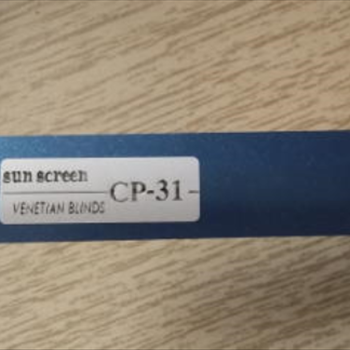 sun screen
CP-31-
VENETIAN BLINDS